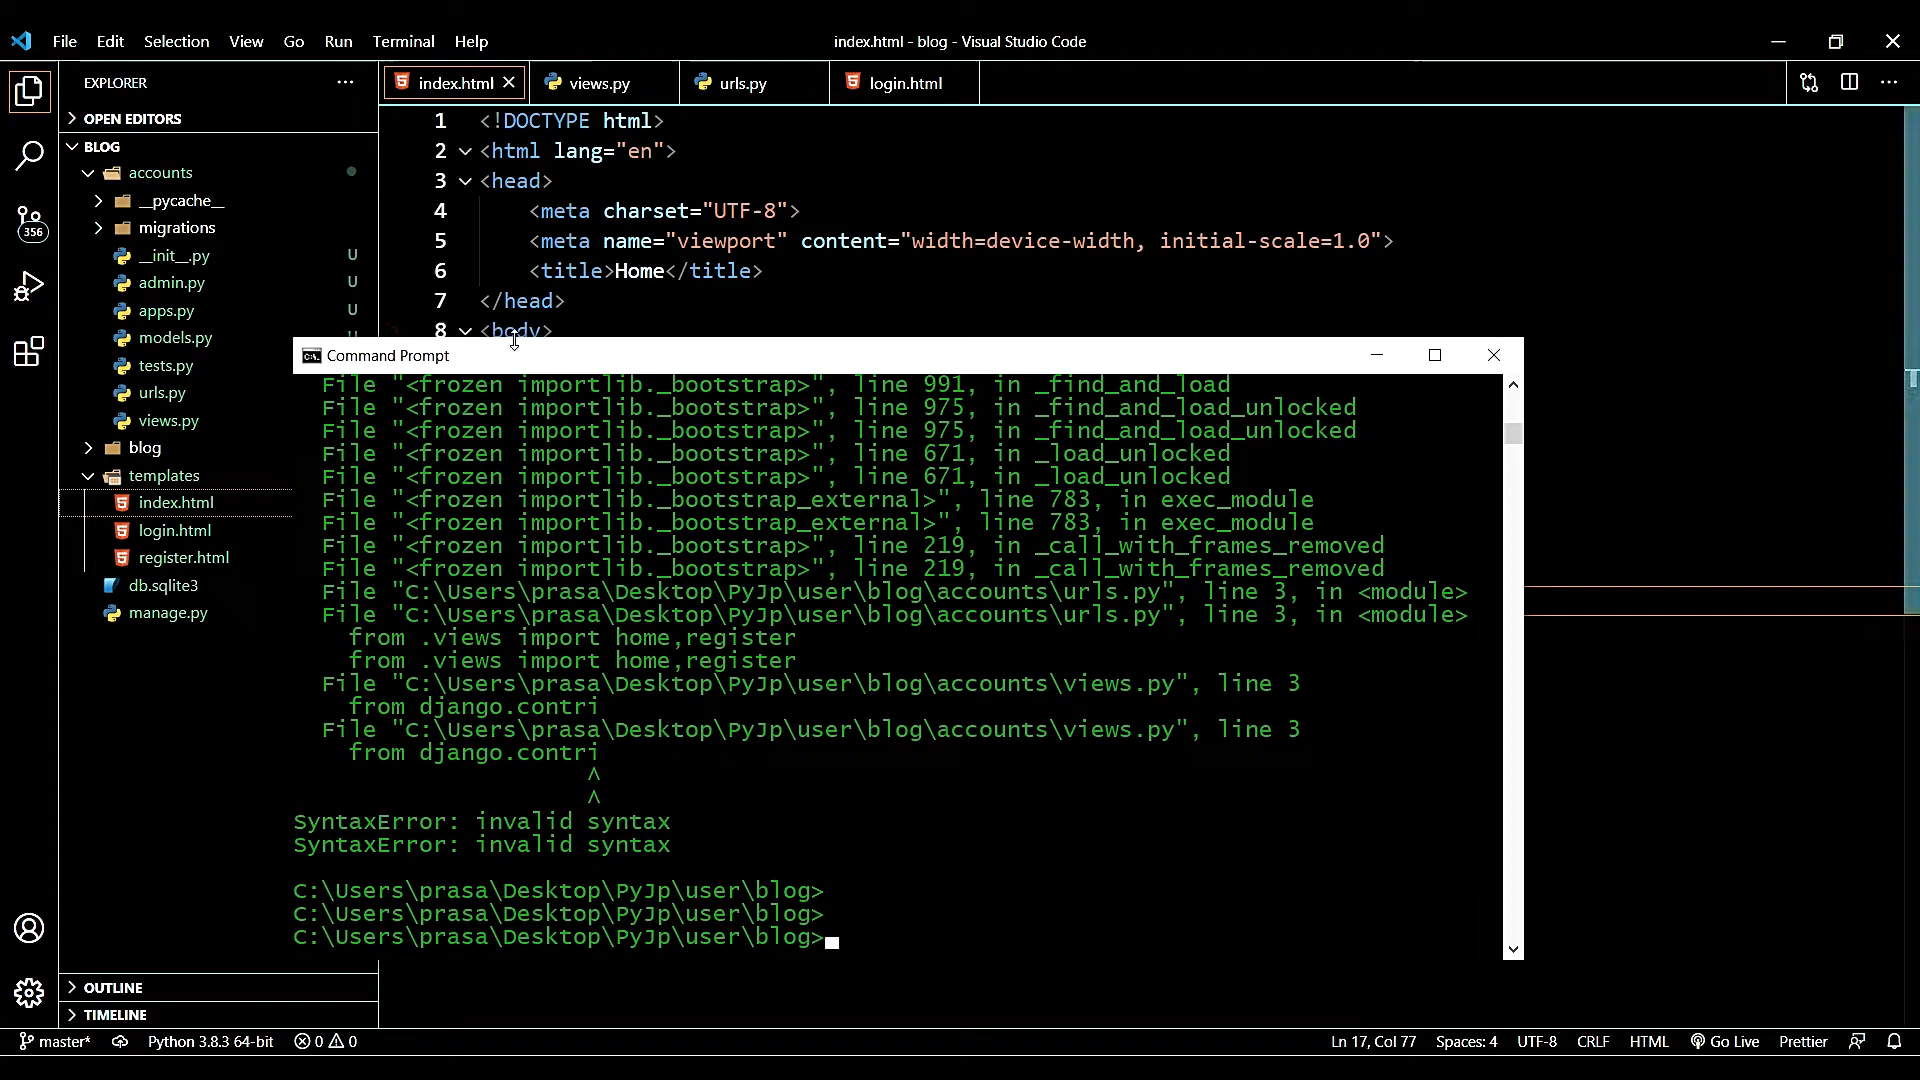 File Edit Selection View Go Run Terminal Help
index.html - blog - Visual Studio Code
EXPLORER
index.html
views.py
urls.py
login.html
OPEN EDITORS
BLOG
accounts
__pycache__
migrations
__init__.py U
admin.py U
apps.py U
models.py
tests.py
urls.py
views.py
blog
templates
index.html
login.html
register.html
db.sqlite3
manage.py
OUTLINE
TIMELINE
356
1 <!DOCTYPE html>
2 <html lang="en">
3 <head>
4 <meta charset="UTF-8">
5 <meta name="viewport" content="width=device-width, initial-scale=1.0">
6 <title>Home</title>
7 </head>
8 <body>
Command Prompt
File "<frozen importlib._bootstrap>", line 991, in _find_and_load
File "<frozen importlib._bootstrap>", line 975, in _find_and_load_unlocked
File "<frozen importlib._bootstrap>", line 975, in _find_and_load_unlocked
File "<frozen importlib._bootstrap>", line 671, in _load_unlocked
File "<frozen importlib._bootstrap>", line 671, in _load_unlocked
File "<frozen importlib._bootstrap_external>", line 783, in exec_module
File "<frozen importlib._bootstrap_external>", line 783, in exec_module
File "<frozen importlib._bootstrap>", line 219, in _call_with_frames_removed
File "<frozen importlib._bootstrap>", line 219, in _call_with_frames_removed
File "C:\Users\prasa\Desktop\PyJp\user\blog\accounts\urls.py", line 3, in <module>
File "C:\Users\prasa\Desktop\PyJp\user\blog\accounts\urls.py", line 3, in <module>
from .views import home,register
from .views import home,register
File "C:\Users\prasa\Desktop\PyJp\user\blog\accounts\views.py", line 3
from django.contri
File "C:\Users\prasa\Desktop\PyJp\user\blog\accounts\views.py", line 3
from django.contri
^
^
SyntaxError: invalid syntax
SyntaxError: invalid syntax
C:\Users\prasa\Desktop\PyJp\user\blog>
C:\Users\prasa\Desktop\PyJp\user\blog>
C:\Users\prasa\Desktop\PyJp\user\blog>
master* Python 3.8.3 64-bit 0 0 Ln 17, Col 77 Spaces: 4 UTF-8 CRLF HTML Go Live Prettier